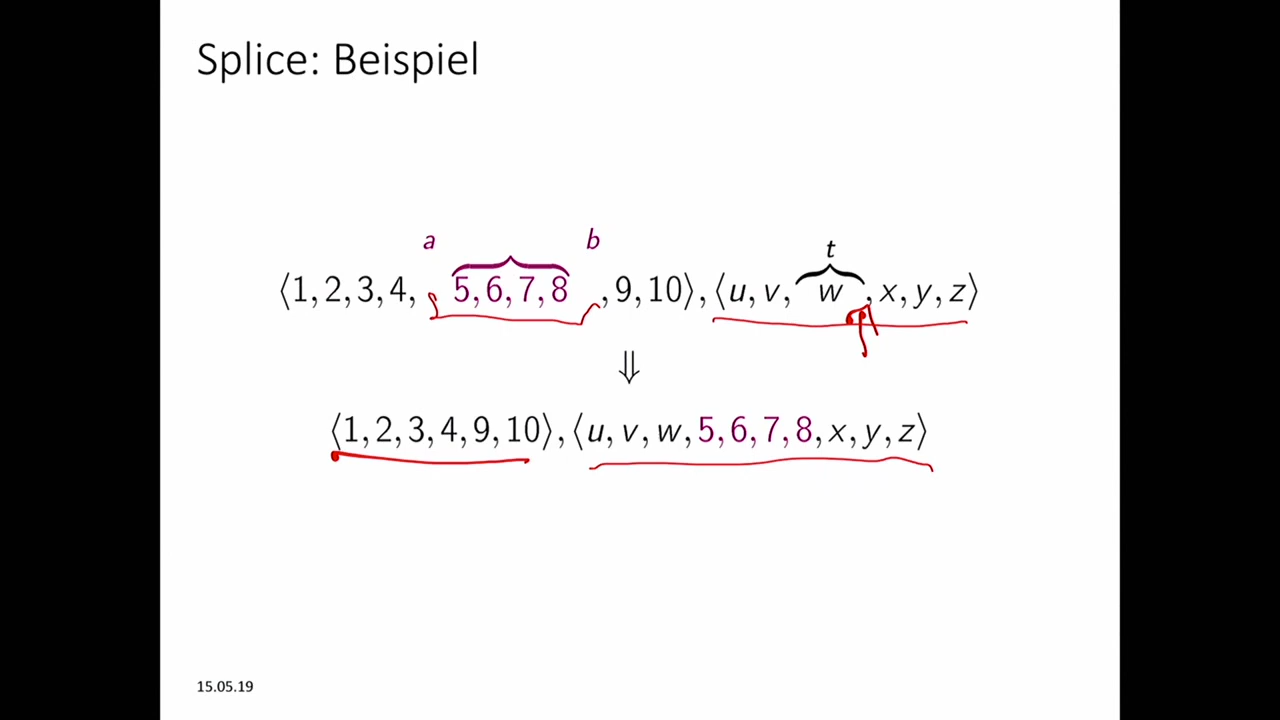 Splice: Beispiel
a b t
⟨1, 2, 3, 4, 5, 6, 7, 8 , 9, 10⟩, ⟨u, v, w , x, y, z⟩
⇓
⟨1, 2, 3, 4, 9, 10⟩, ⟨u, v, w, 5, 6, 7, 8, x, y, z⟩
15.05.19